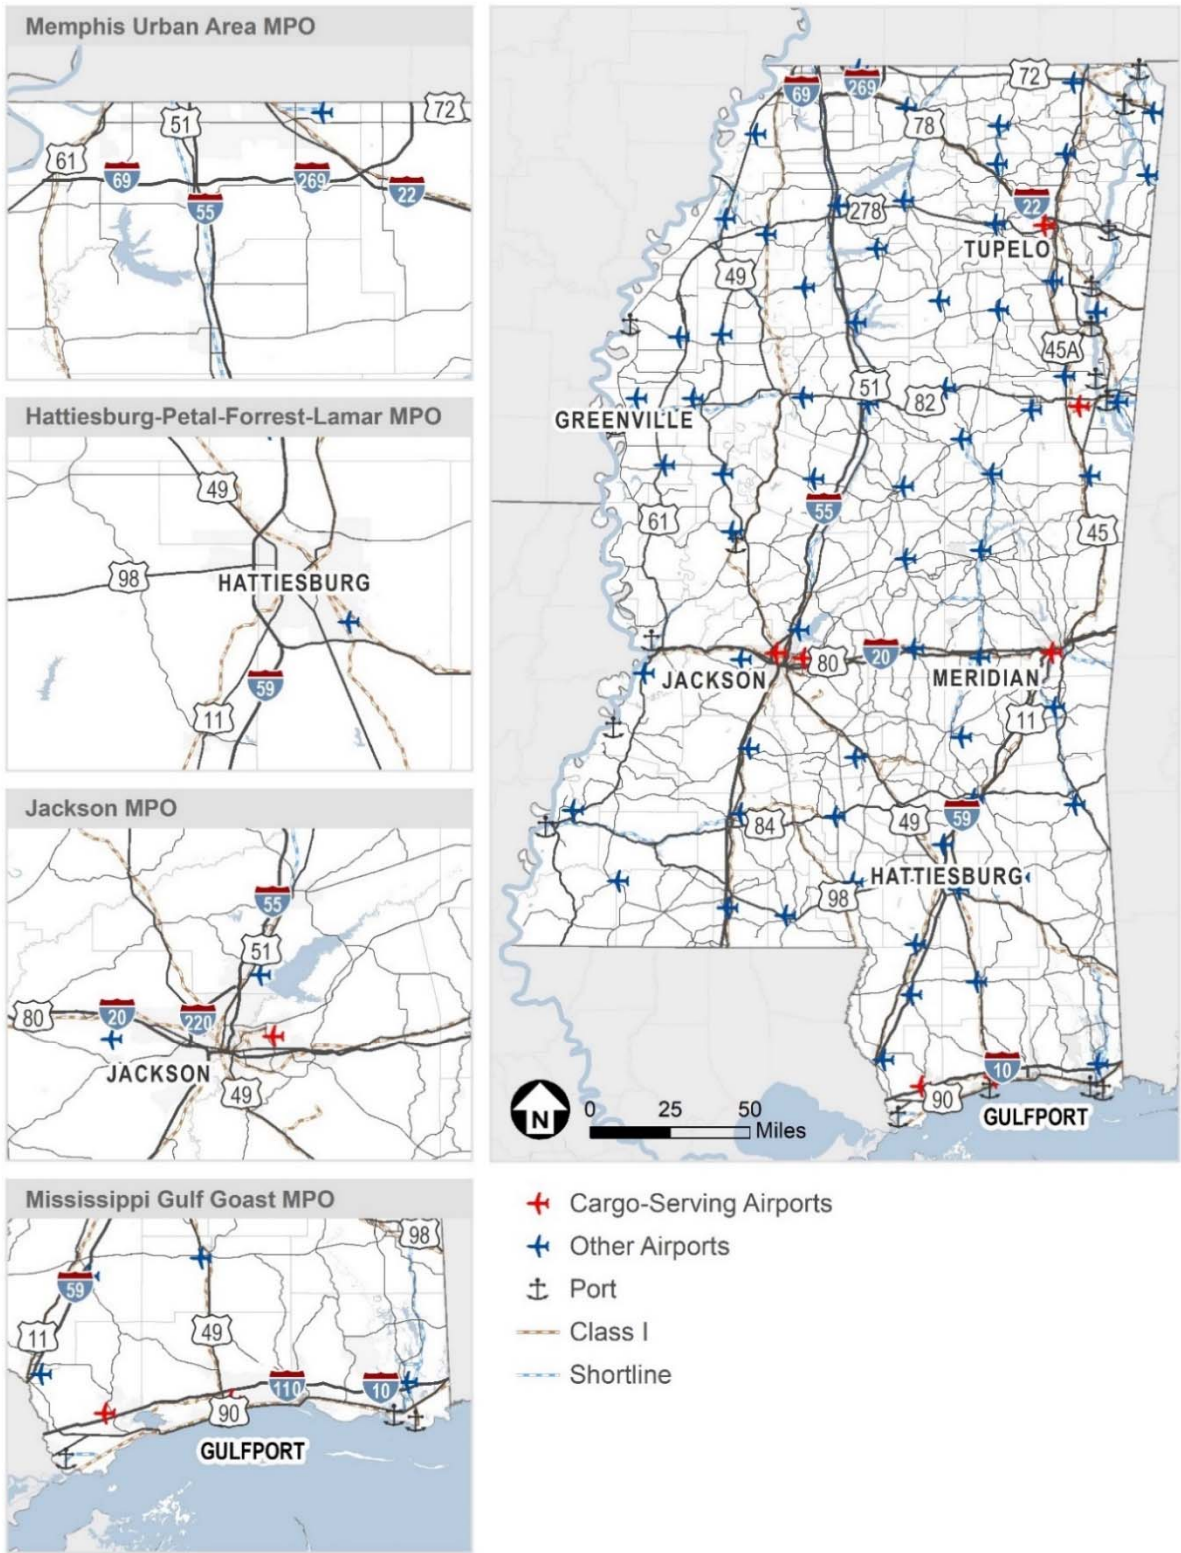 Memphis Urban Area MPO
51
72
61
69
269
22
55
Hattiesburg-Petal-Forrest-Lamar MPO
49
98
HATTIESBURG
59
11
Jackson MPO
55
51
80
20
220
JACKSON
49
Mississippi Gulf Goast MPO
98
59
11
49
110
10
90
GULFPORT
69
269
72
78
22
278
TUPELO
49
45A
51
82
GREENVILLE
55
61
45
80
20
JACKSON
MERIDIAN
11
84
49
59
HATTIESBURG
98
10
90
GULFPORT
N
0 25 50
Miles
Cargo-Serving Airports
Other Airports
Port
Class I
Shortline